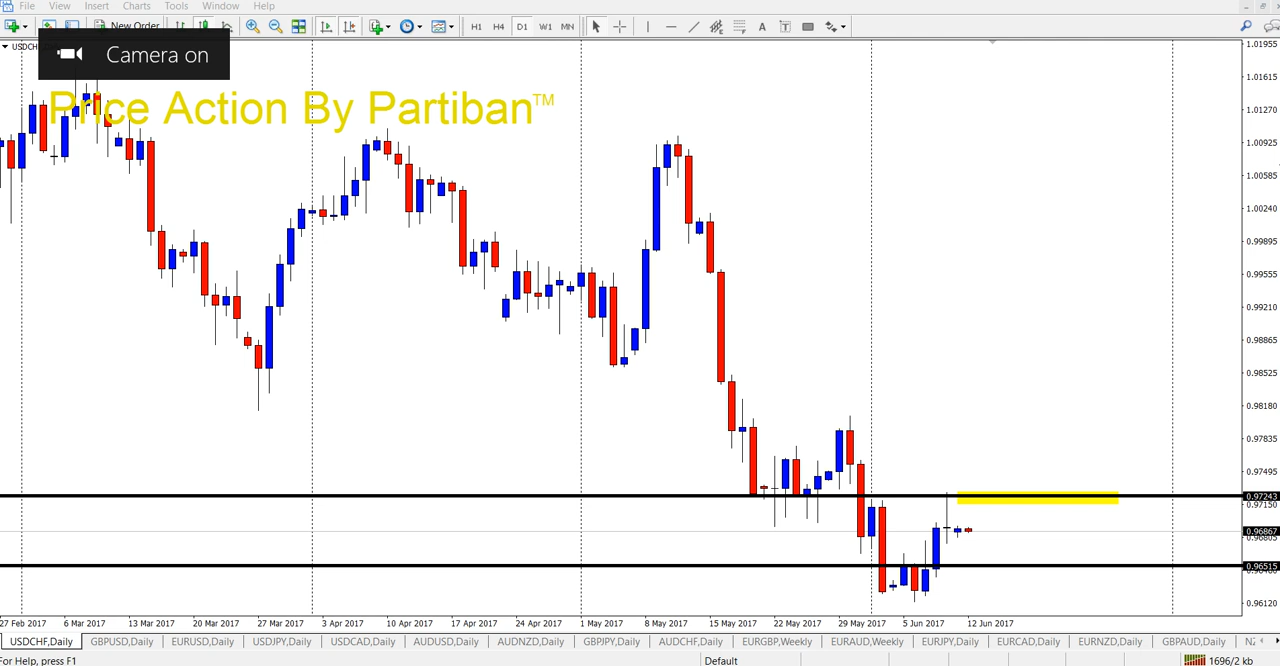 File View Insert Charts Tools Window Help
New Order H1 H4 D1 W1 MN A T
USDCHF
Camera on
Price Action By Partiban™
1.01955
1.01615
1.01270
1.00925
1.00585
1.00240
0.99895
0.99555
0.99210
0.98865
0.98525
0.98180
0.97835
0.97495
0.97243
0.97150
0.96867
0.96805
0.96515
0.96120
27 Feb 2017 6 Mar 2017 13 Mar 2017 20 Mar 2017 27 Mar 2017 3 Apr 2017 10 Apr 2017 17 Apr 2017 24 Apr 2017 1 May 2017 8 May 2017 15 May 2017 22 May 2017 29 May 2017 5 Jun 2017 12 Jun 2017
USDCHF,Daily GBPUSD,Daily EURUSD,Daily USDJPY,Daily USDCAD,Daily AUDUSD,Daily AUDNZD,Daily GBPJPY,Daily AUDCHF,Daily EURGBP,Weekly EURAUD,Weekly EURJPY,Daily EURCAD,Daily EURNZD,Daily GBPAUD,Daily NZ
For Help, press F1 Default 1696/2 kb